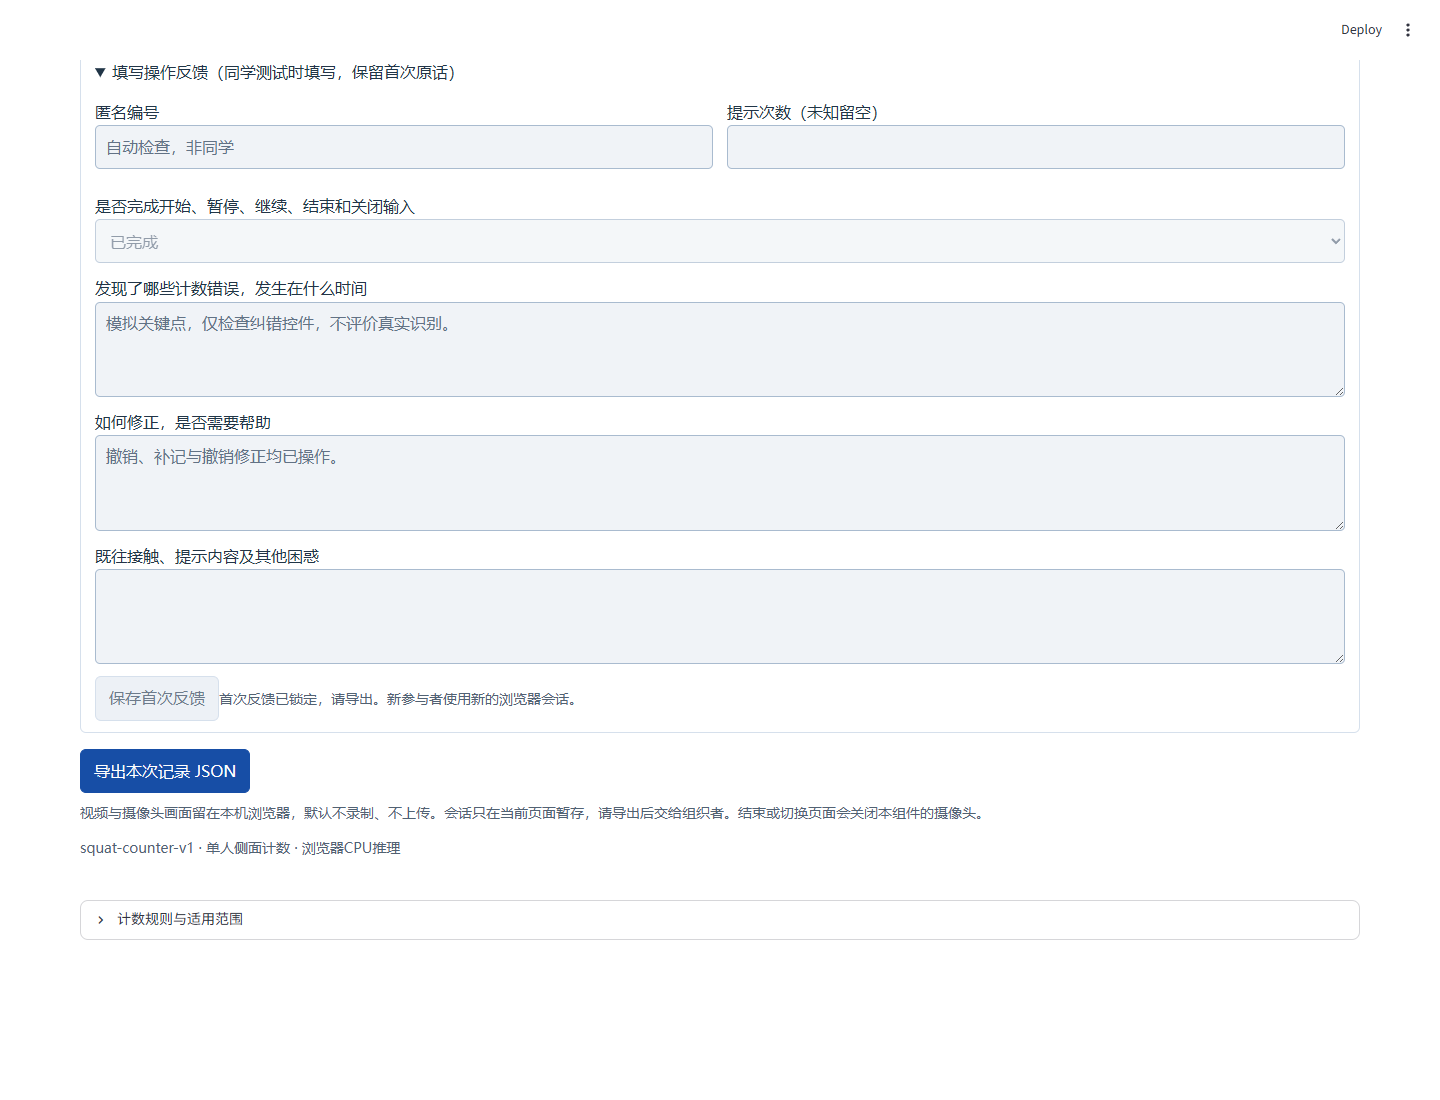 Deploy
填写操作反馈（同学测试时填写，保留首次原话）
匿名编号
提示次数（未知留空）
自动检查，非同学
是否完成开始、暂停、继续、结束和关闭输入
已完成
发现了哪些计数错误，发生在什么时间
模拟关键点，仅检查纠错控件，不评价真实识别。
如何修正，是否需要帮助
撤销、补记与撤销修正均已操作。
既往接触、提示内容及其他困惑
保存首次反馈
首次反馈已锁定，请导出。新参与者使用新的浏览器会话。
导出本次记录 JSON
视频与摄像头画面留在本机浏览器，默认不录制、不上传。会话只在当前页面暂存，请导出后交给组织者。结束或切换页面会关闭本组件的摄像头。
squat-counter-v1 · 单人侧面计数 · 浏览器CPU推理
计数规则与适用范围